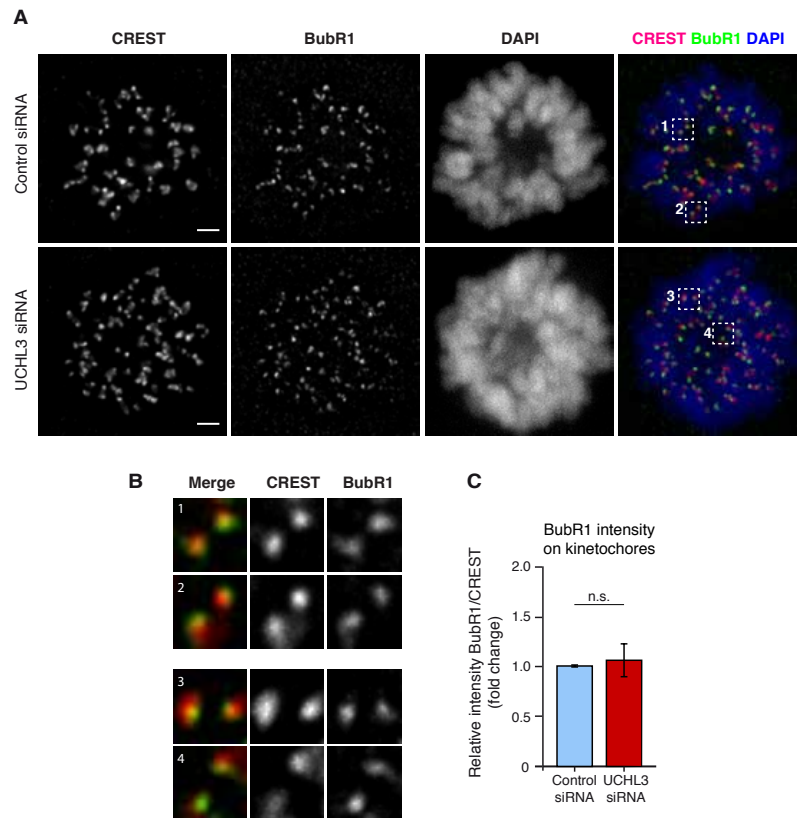 A
CREST
BubR1
DAPI
CREST BubR1 DAPI
Control siRNA
1
2
UCHL3 siRNA
3
4
B
Merge
CREST
BubR1
1
2
3
4
C
BubR1 intensity
on kinetochores
Relative intensity BubR1/CREST
(fold change)
2.0
1.5
1.0
0.5
0
n.s.
Control
siRNA
UCHL3
siRNA